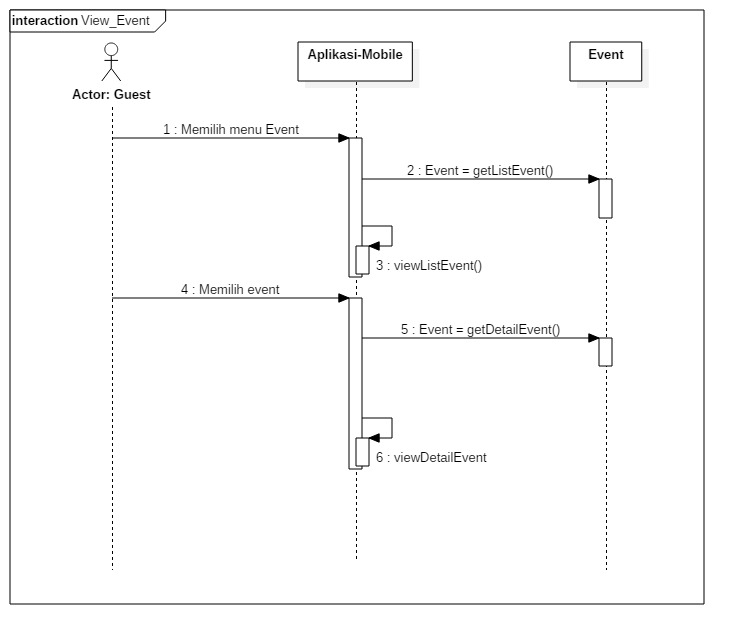 interaction View_Event
Aplikasi-Mobile
Event
Actor: Guest
1 : Memilih menu Event
2 : Event = getListEvent()
3 : viewListEvent()
4 : Memilih event
5 : Event = getDetailEvent()
6 : viewDetailEvent